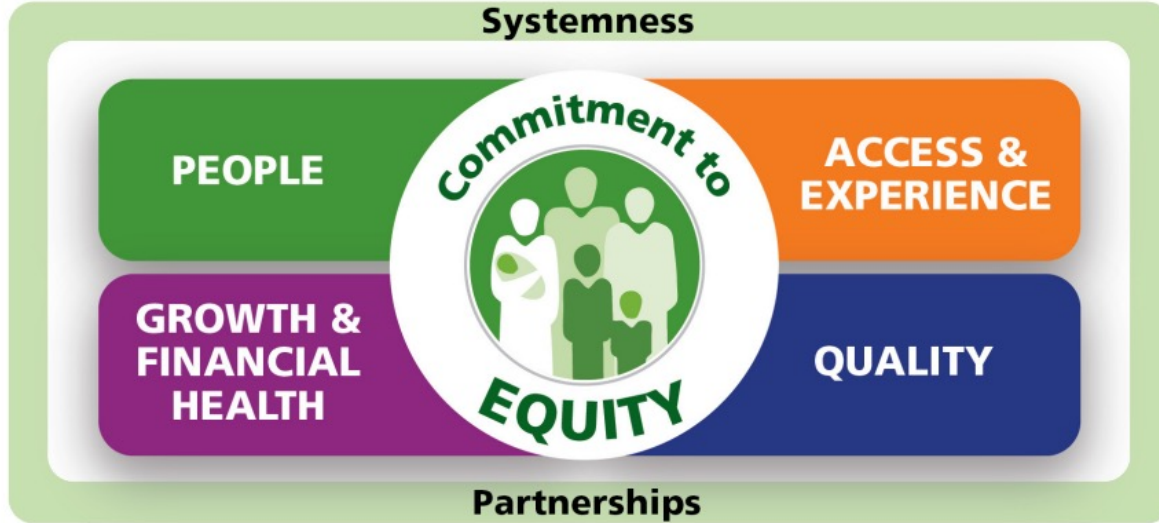 Systemness
PEOPLE
Commitment to
EQUITY
ACCESS &
EXPERIENCE
GROWTH &
FINANCIAL
HEALTH
QUALITY
Partnerships